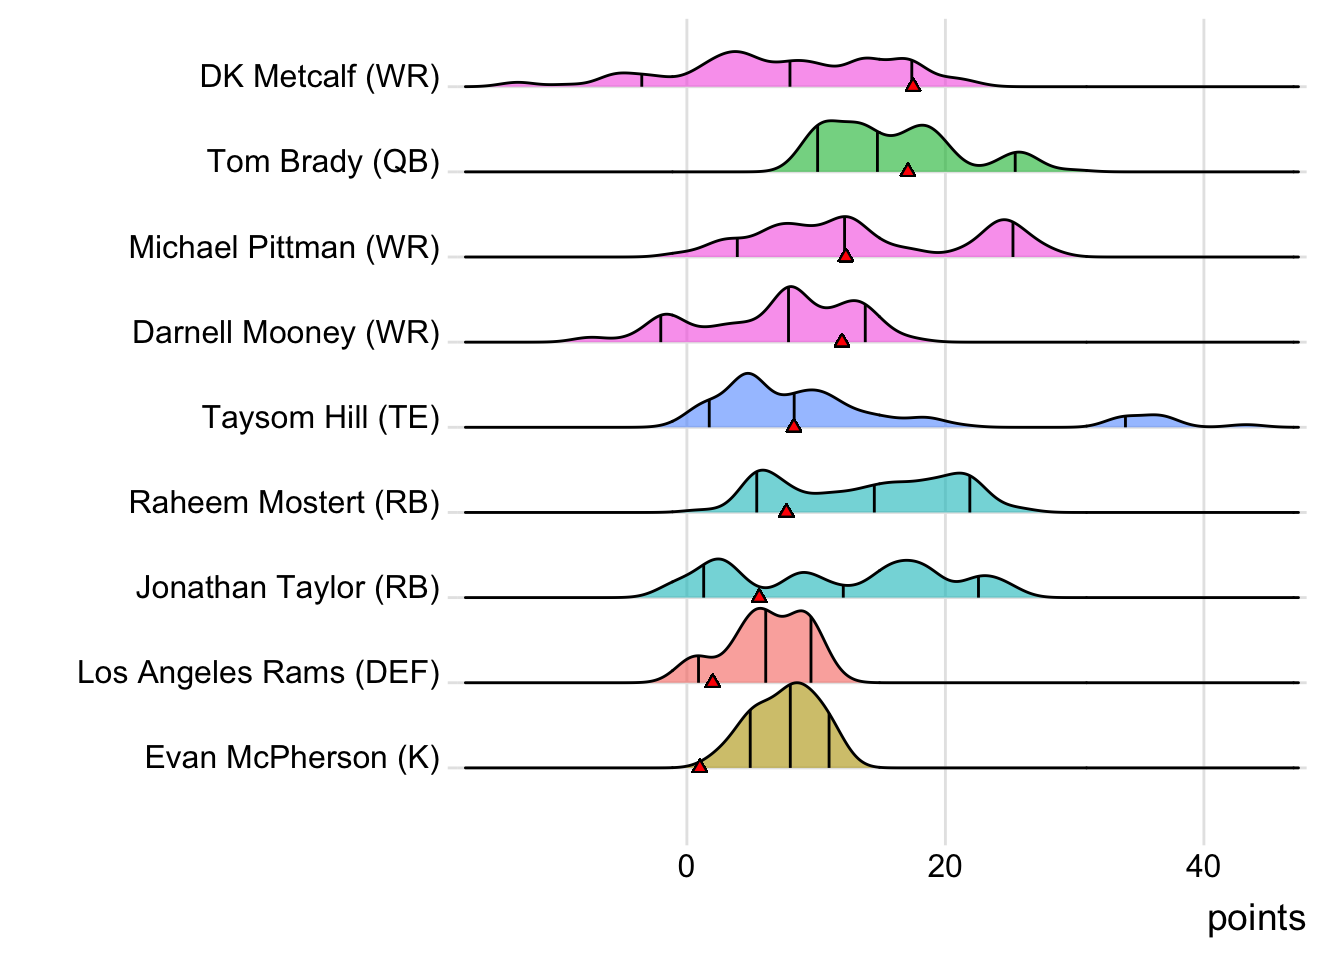 DK Metcalf (WR)
Tom Brady (QB)
Michael Pittman (WR)
Darnell Mooney (WR)
Taysom Hill (TE)
Raheem Mostert (RB)
Jonathan Taylor (RB)
Los Angeles Rams (DEF)
Evan McPherson (K)
0 20 40
points